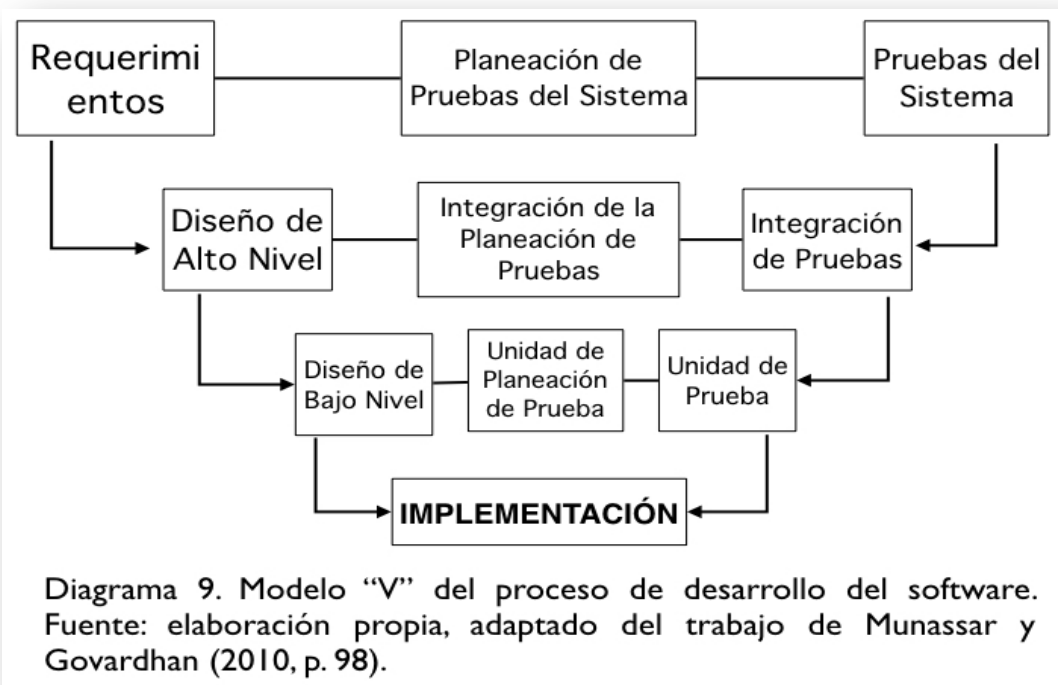 Requerimi
entos
Planeación de
Pruebas del Sistema
Pruebas del
Sistema
Diseño de
Alto Nivel
Integración de la
Planeación de
Pruebas
Integración
de Pruebas
Diseño de
Bajo Nivel
Unidad de
Planeación
de Prueba
Unidad de
Prueba
IMPLEMENTACIÓN
Diagrama 9. Modelo “V” del proceso de desarrollo del software.
Fuente: elaboración propia, adaptado del trabajo de Munassar y
Govardhan (2010, p. 98).